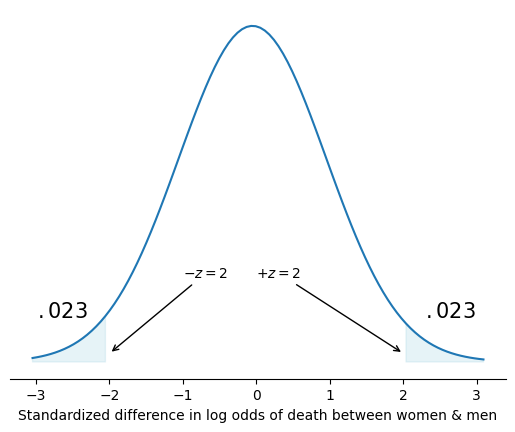 −z = 2 +z = 2
.023 .023
−3 −2 −1 0 1 2 3
Standardized difference in log odds of death between women & men